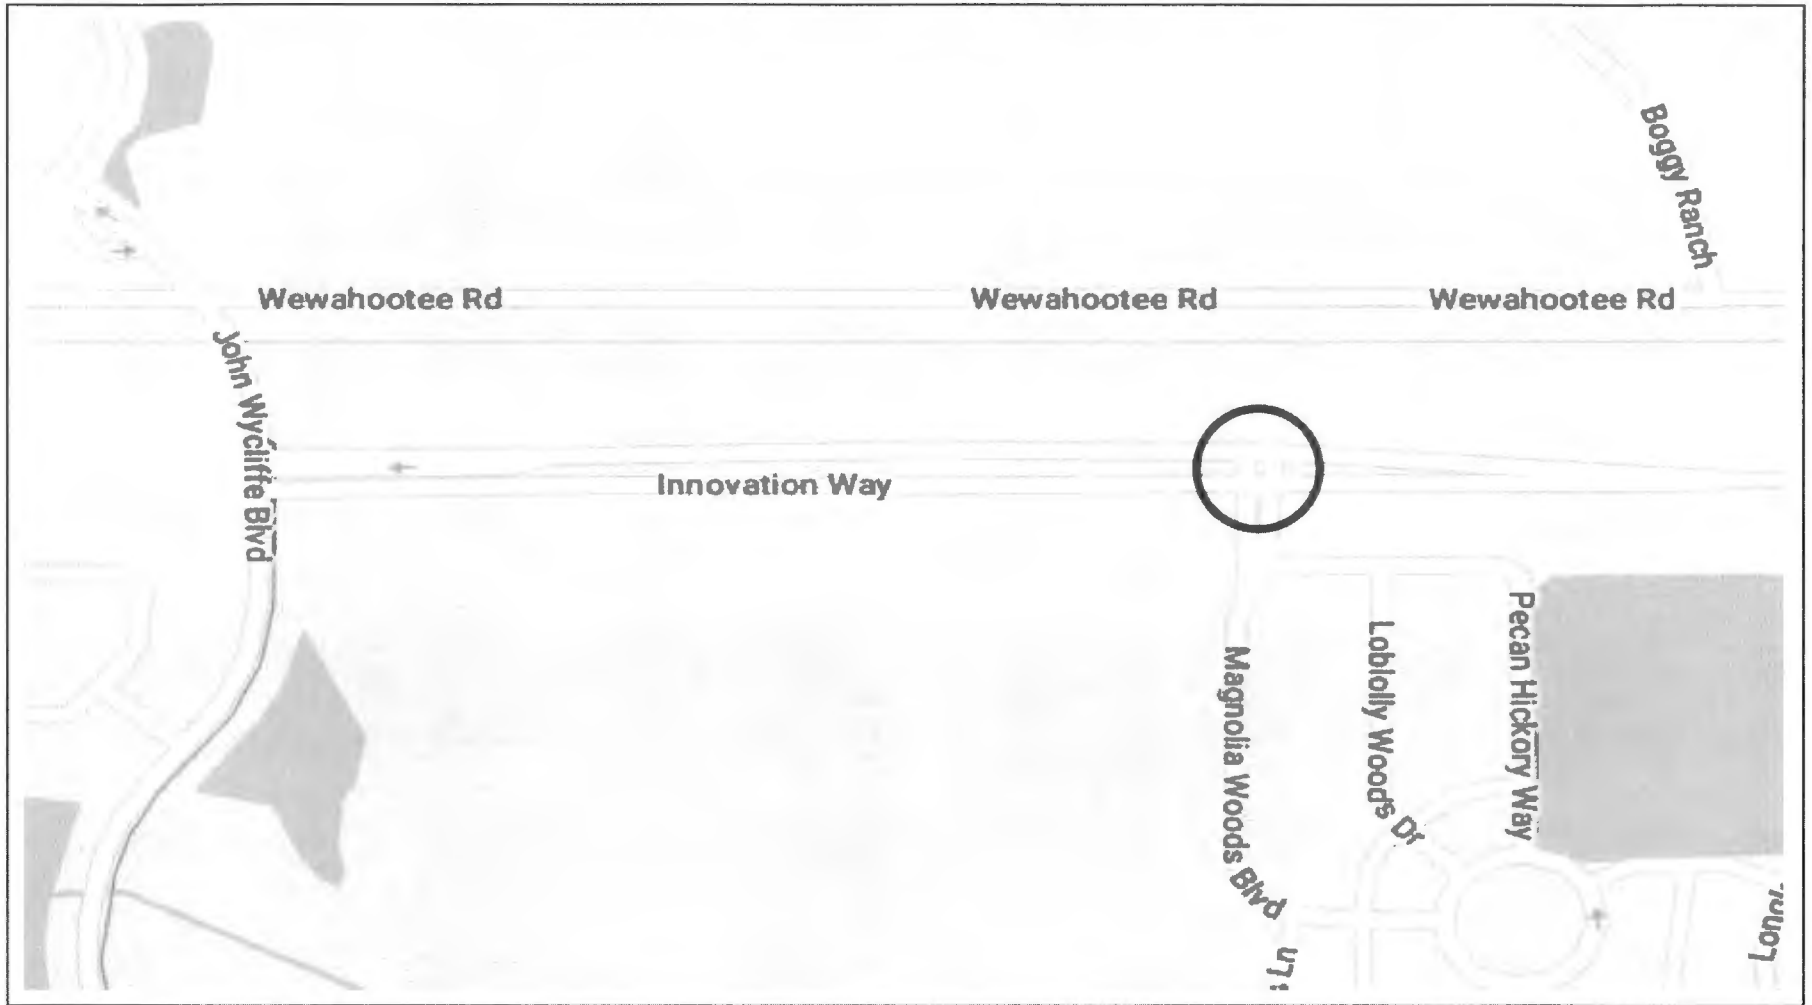 Boggy Ranch
Wewahootee Rd
Wewahootee Rd
Wewahootee Rd
John Wycliffe Blvd
Innovation Way
Magnolia Woods Blvd
Loblolly Woods Dr
Pecan Hickory Way